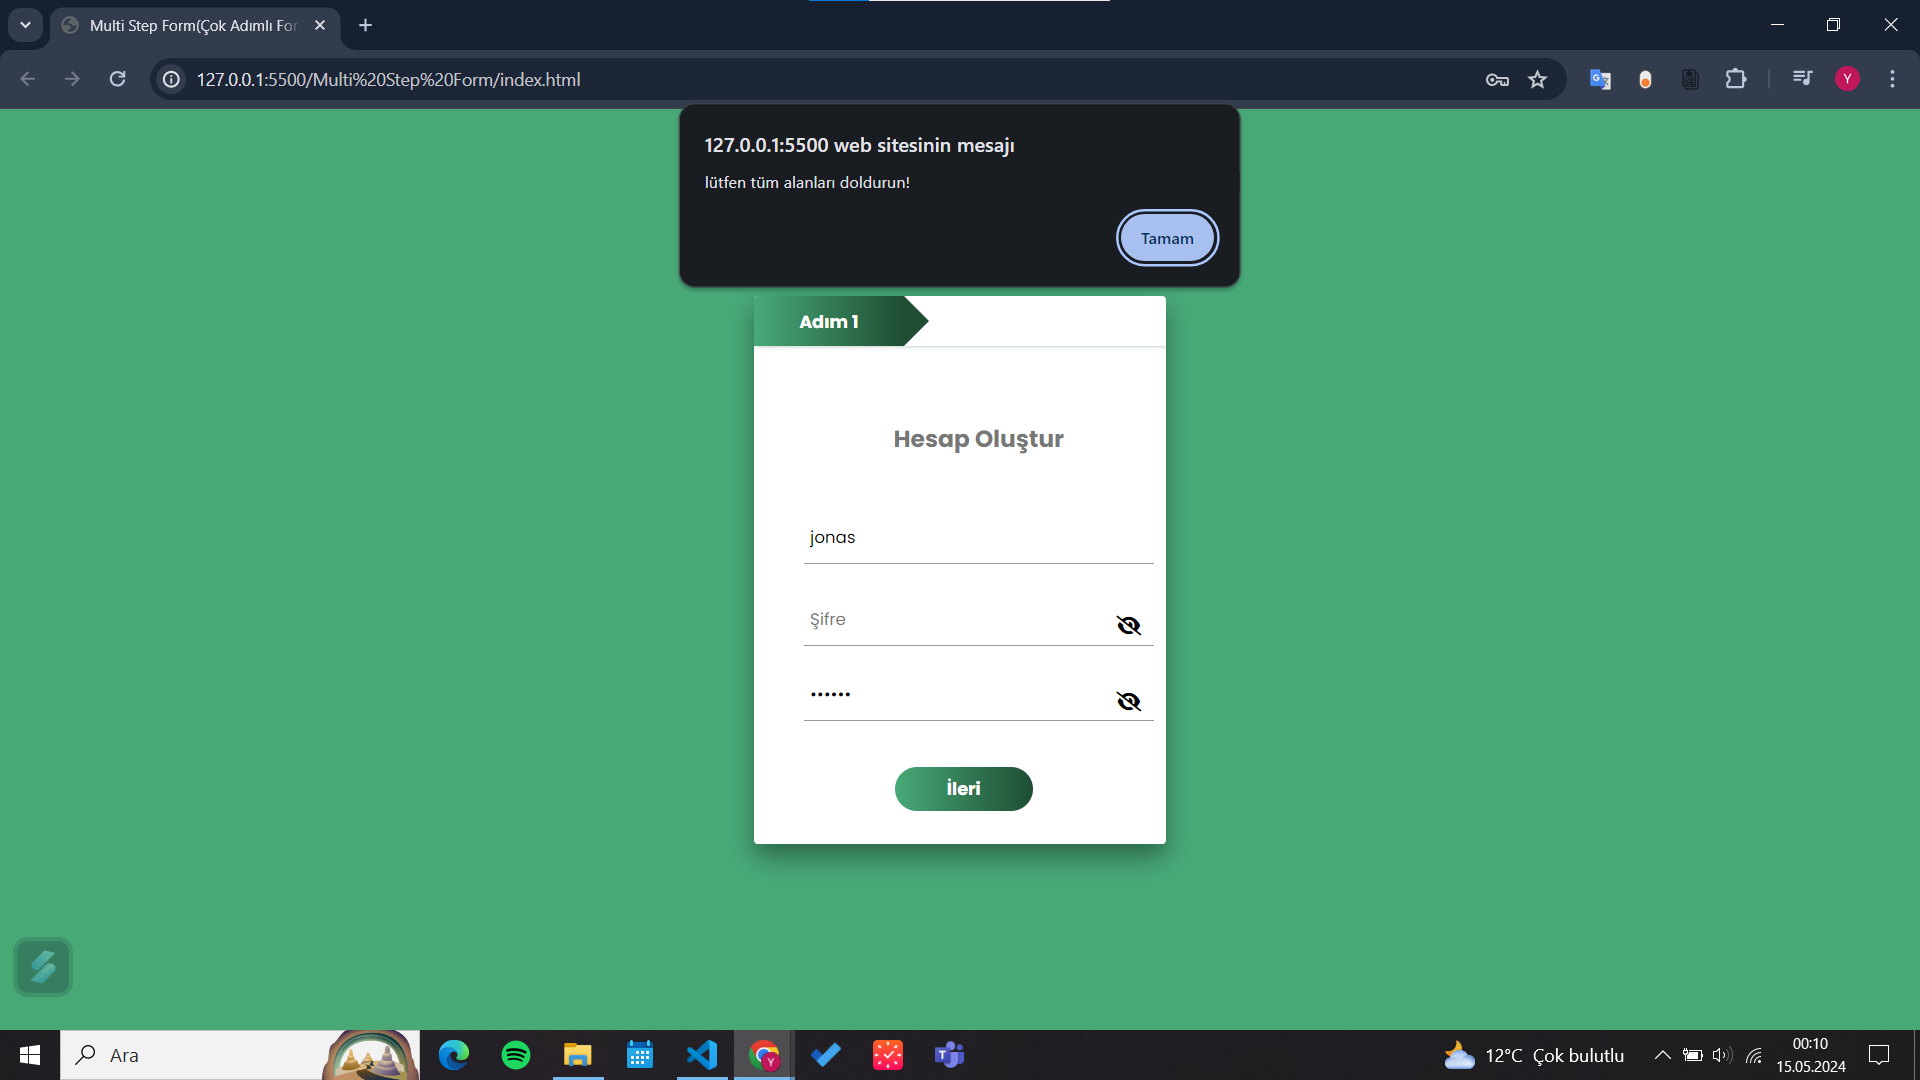 Multi Step Form(Çok Adımlı For
127.0.0.1:5500/Multi%20Step%20Form/index.html
Y
127.0.0.1:5500 web sitesinin mesajı
lütfen tüm alanları doldurun!
Tamam
Adım 1
Hesap Oluştur
jonas
Şifre
••••••
İleri
Ara
12°C Çok bulutlu
00:10
15.05.2024